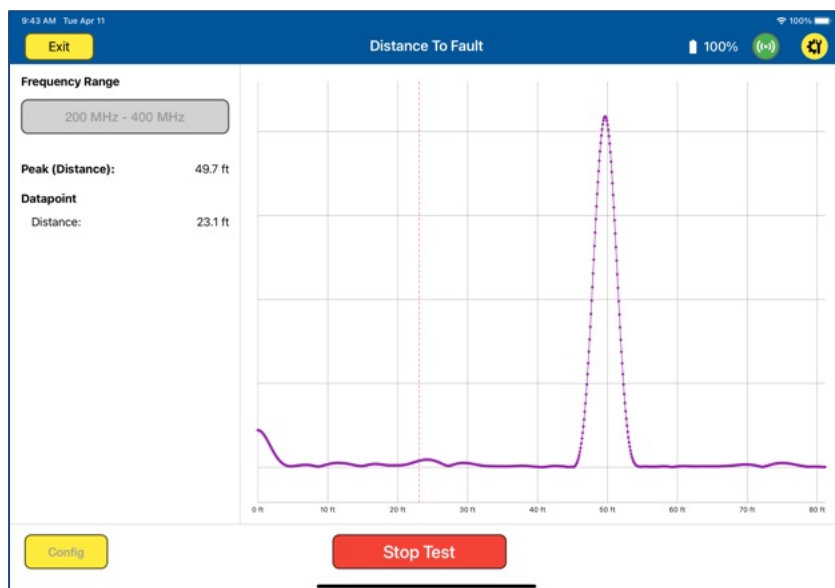 9:43 AM Tue Apr 11
100%
Exit
Distance To Fault
100%
Frequency Range
200 MHz - 400 MHz
Peak (Distance): 49.7 ft
Datapoint
Distance: 23.1 ft
0 ft 10 ft 20 ft 30 ft 40 ft 50 ft 60 ft 70 ft 80 ft
Config
Stop Test